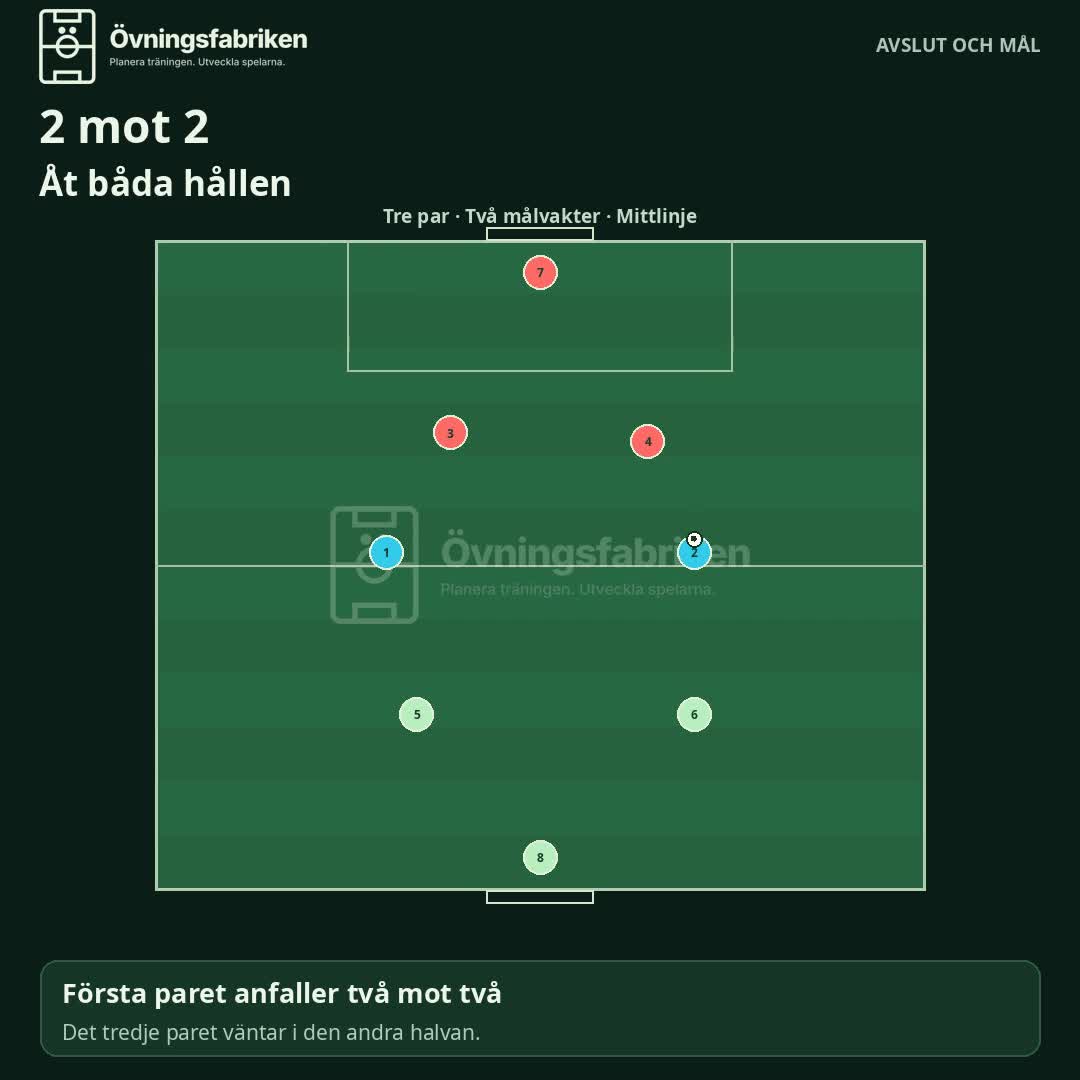 Övningsfabriken
Planera träningen. Utveckla spelarna.
AVSLUT OCH MÅL
2 mot 2
Åt båda hållen
Tre par · Två målvakter · Mittlinje
7
3
4
Övningsfabriken
Planera träningen. Utveckla spelarna.
1
2
5
6
8
Första paret anfaller två mot två
Det tredje paret väntar i den andra halvan.